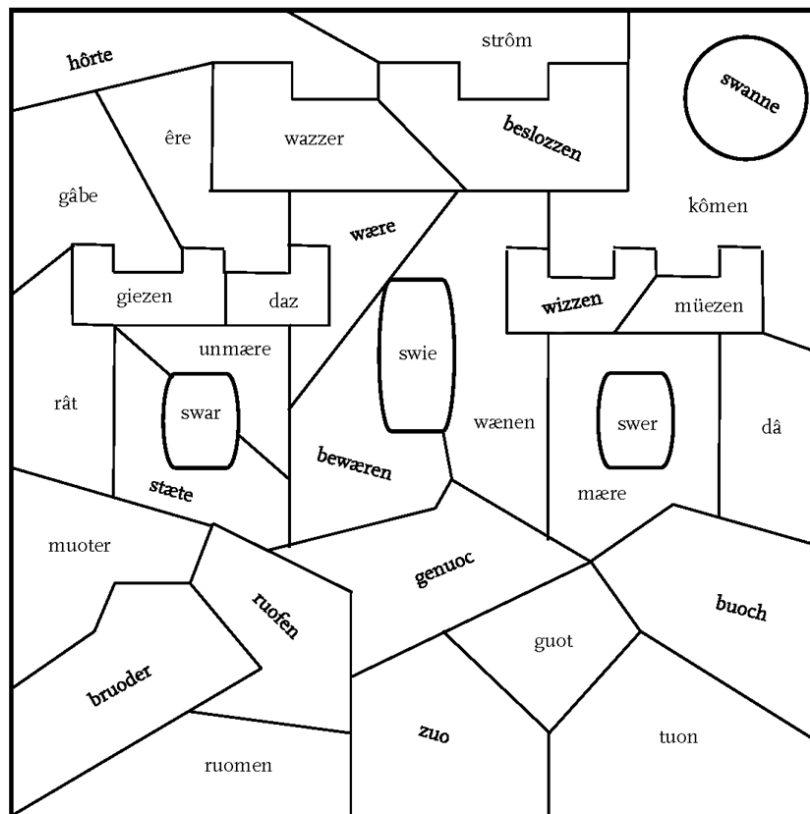 strôm
hôrte
swanne
êre
wazzer
beslozzen
gâbe
kômen
wære
giezen
daz
wizzen
müezen
unmære
swie
rât
swar
wænen
swer
dâ
bewæren
stæte
mære
muoter
genuoc
ruofen
buoch
guot
bruoder
zuo
tuon
ruomen